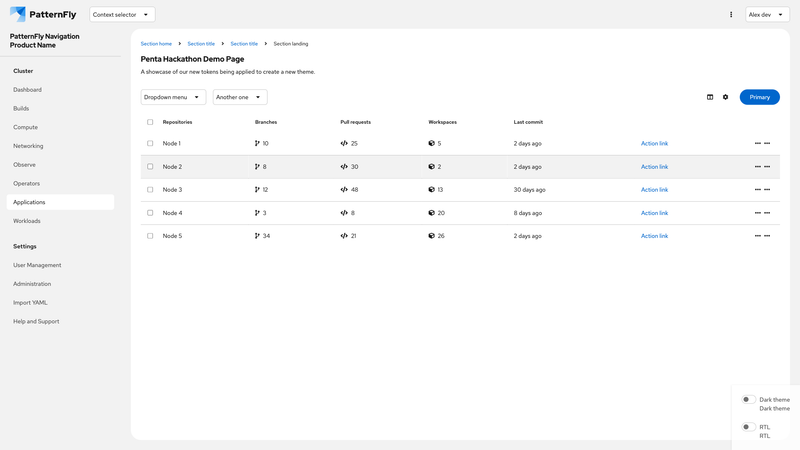 PatternFly
Context selector
Alex dev
PatternFly Navigation
Product Name
Cluster
Dashboard
Builds
Compute
Networking
Observe
Operators
Applications
Workloads
Settings
User Management
Administration
Import YAML
Help and Support
Section home
Section title
Section title
Section landing
Penta Hackathon Demo Page
A showcase of our new tokens being applied to create a new theme.
Dropdown menu
Another one
Primary
Repositories Branches Pull requests Workspaces Last commit
Node 1 10 25 5 2 days ago Action link
Node 2 8 30 2 2 days ago Action link
Node 3 12 48 13 30 days ago Action link
Node 4 3 8 20 8 days ago Action link
Node 5 34 21 26 2 days ago Action link
Dark theme
Dark theme
RTL
RTL